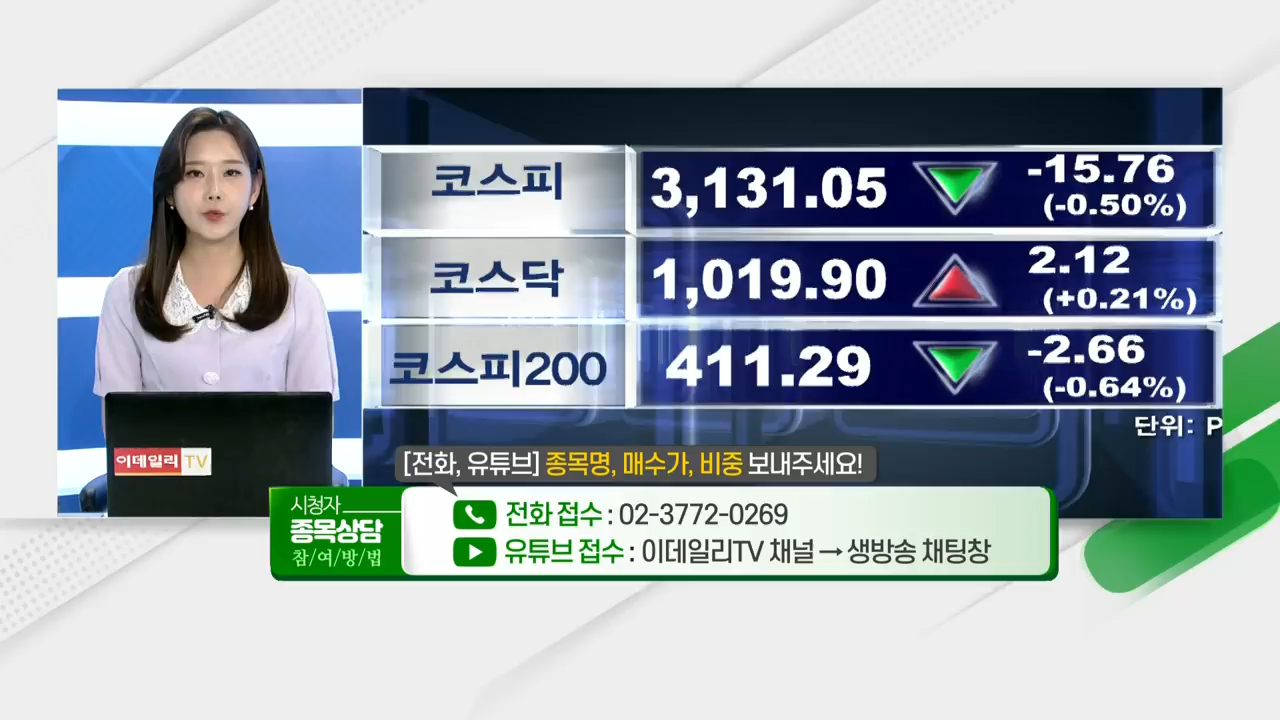 코스피 3,131.05 -15.76 (-0.50%)
코스닥 1,019.90 2.12 (+0.21%)
코스피200 411.29 -2.66 (-0.64%)
단위: P
이데일리 TV
[전화, 유튜브] 종목명, 매수가, 비중 보내주세요!
시청자
종목상담
참/여/방/법
전화 접수 : 02-3772-0269
유튜브 접수 : 이데일리TV 채널 → 생방송 채팅창